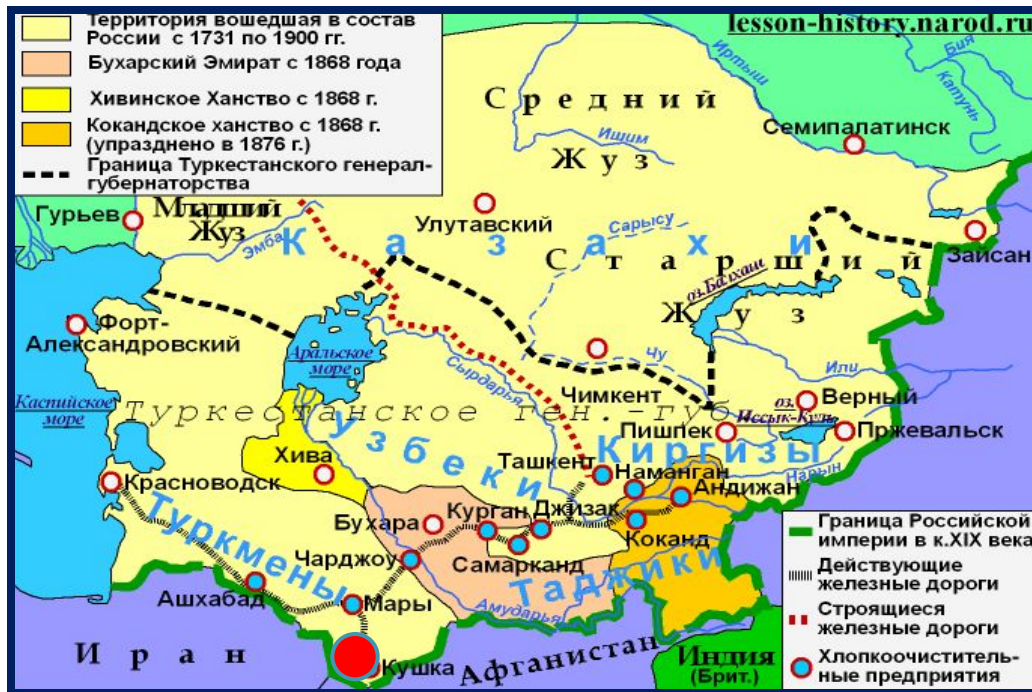 Территория вошедшая в состав
России с 1731 по 1900 гг.
Бухарский Эмират с 1868 года
Хивинское Ханство с 1868 г.
Кокандское ханство с 1868 г.
(упразднено в 1876 г.)
Граница Туркестанского генерал-
губернаторства
lesson-history.narod.ru
Иртыш
Бия
Катунь
Средний
Жуз
Ишим
Семипалатинск
Гурьев
Младший
Жуз
Эмба
Улутавский
Сарысу
Казахи
Старший
Жуз
оз.Балхаш
Зайсан
Форт-
Александровский
Аральское
море
Каспийское
море
Сырдарья
Чу
Или
Чимкент
Туркестанское ген.-губ.
Верный
оз.
Иссык-Куль
Пишпек
Пржевальск
Узбеки
Киргизы
Нарын
Хива
Ташкент
Наманган
Андижан
Красноводск
Туркмены
Бухара
Курган
Джизак
Коканд
Чарджоу
Самарканд
Таджики
Амударья
Ашхабад
Мары
Кушка
Иран
Афганистан
Индия
(Брит.)
Граница Российской
империи в к.XIX века
Действующие
железные дороги
Строящиеся
железные дороги
Хлопкоочиститель-
ные предприятия